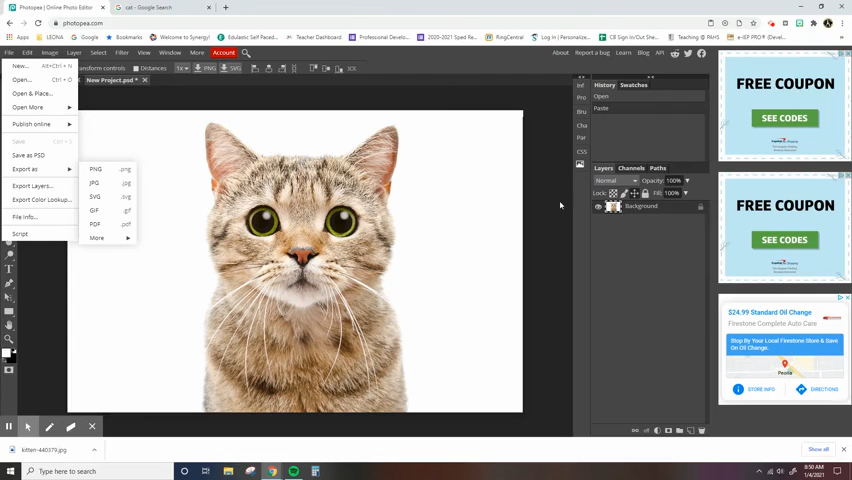 Photopea | Online Photo Editor
cat - Google Search
photopea.com
Apps
LEONA
Google
Bookmarks
Welcome to Synergy!
Edulastic Self Paced...
Teacher Dashboard
Professional Develo...
2020-2021 Sped Re...
RingCentral
Log In / Customize...
CB Sign In/Out She...
Teaching @ PHASS
e-IEP PRO (Devel...
File Edit Image Layer Select Filter View Window More Account
About Report a bug Learn Blog API
New... Alt+Ctrl + N
Open... Ctrl + O
Open & Place...
Open More
Publish online
Save
Save as PSD
Export as
Export Layers...
Export Color Lookup...
File Info...
Script
PNG .png
JPG .jpg
SVG .svg
GIF .gif
PDF .pdf
More
Transform controls Distances 1x PNG SVG
New Project.psd *
Inf
Pro
Bru
Cha
Par
CSS
History Swatches
Open
Paste
Layers Channels Paths
Normal Opacity: 100%
Lock: Fill: 100%
Background
FREE COUPON
SEE CODES
FREE COUPON
SEE CODES
$24.99 Standard Oil Change
Firestone Complete Auto Care
Stop By Your Local Firestone Store & Save On Oil Change.
Peoria
STORE INFO DIRECTIONS
kitten-440379.jpg
Show all
Type here to search
8:50 AM
1/4/2021